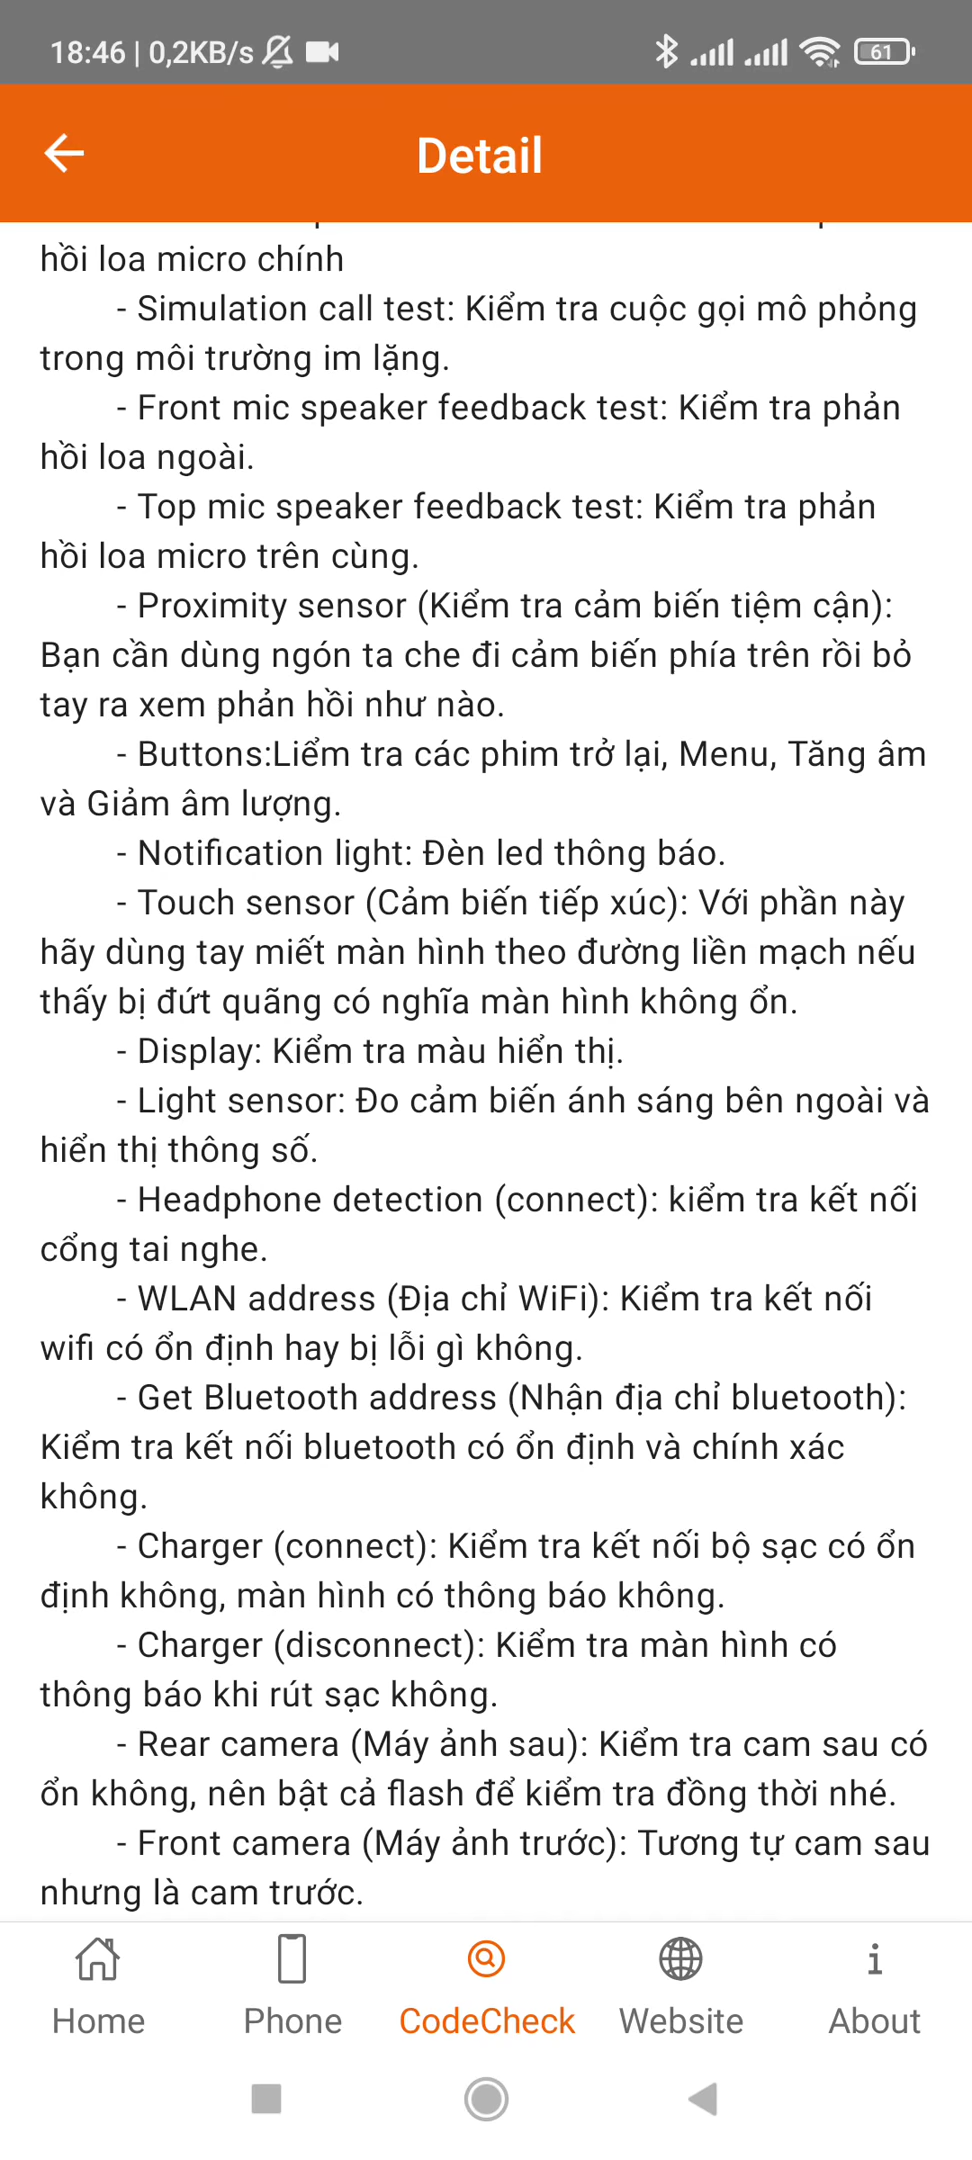 18:46 | 0,2KB/s
61
Detail
hồi loa micro chính
- Simulation call test: Kiểm tra cuộc gọi mô phỏng
trong môi trường im lặng.
- Front mic speaker feedback test: Kiểm tra phản
hồi loa ngoài.
- Top mic speaker feedback test: Kiểm tra phản
hồi loa micro trên cùng.
- Proximity sensor (Kiểm tra cảm biến tiệm cận):
Bạn cần dùng ngón ta che đi cảm biến phía trên rồi bỏ
tay ra xem phản hồi như nào.
- Buttons:Liểm tra các phim trở lại, Menu, Tăng âm
và Giảm âm lượng.
- Notification light: Đèn led thông báo.
- Touch sensor (Cảm biến tiếp xúc): Với phần này
hãy dùng tay miết màn hình theo đường liền mạch nếu
thấy bị đứt quãng có nghĩa màn hình không ổn.
- Display: Kiểm tra màu hiển thị.
- Light sensor: Đo cảm biến ánh sáng bên ngoài và
hiển thị thông số.
- Headphone detection (connect): kiểm tra kết nối
cổng tai nghe.
- WLAN address (Địa chỉ WiFi): Kiểm tra kết nối
wifi có ổn định hay bị lỗi gì không.
- Get Bluetooth address (Nhận địa chỉ bluetooth):
Kiểm tra kết nối bluetooth có ổn định và chính xác
không.
- Charger (connect): Kiểm tra kết nối bộ sạc có ổn
định không, màn hình có thông báo không.
- Charger (disconnect): Kiểm tra màn hình có
thông báo khi rút sạc không.
- Rear camera (Máy ảnh sau): Kiểm tra cam sau có
ổn không, nên bật cả flash để kiểm tra đồng thời nhé.
- Front camera (Máy ảnh trước): Tương tự cam sau
nhưng là cam trước.
Home
Phone
CodeCheck
Website
About